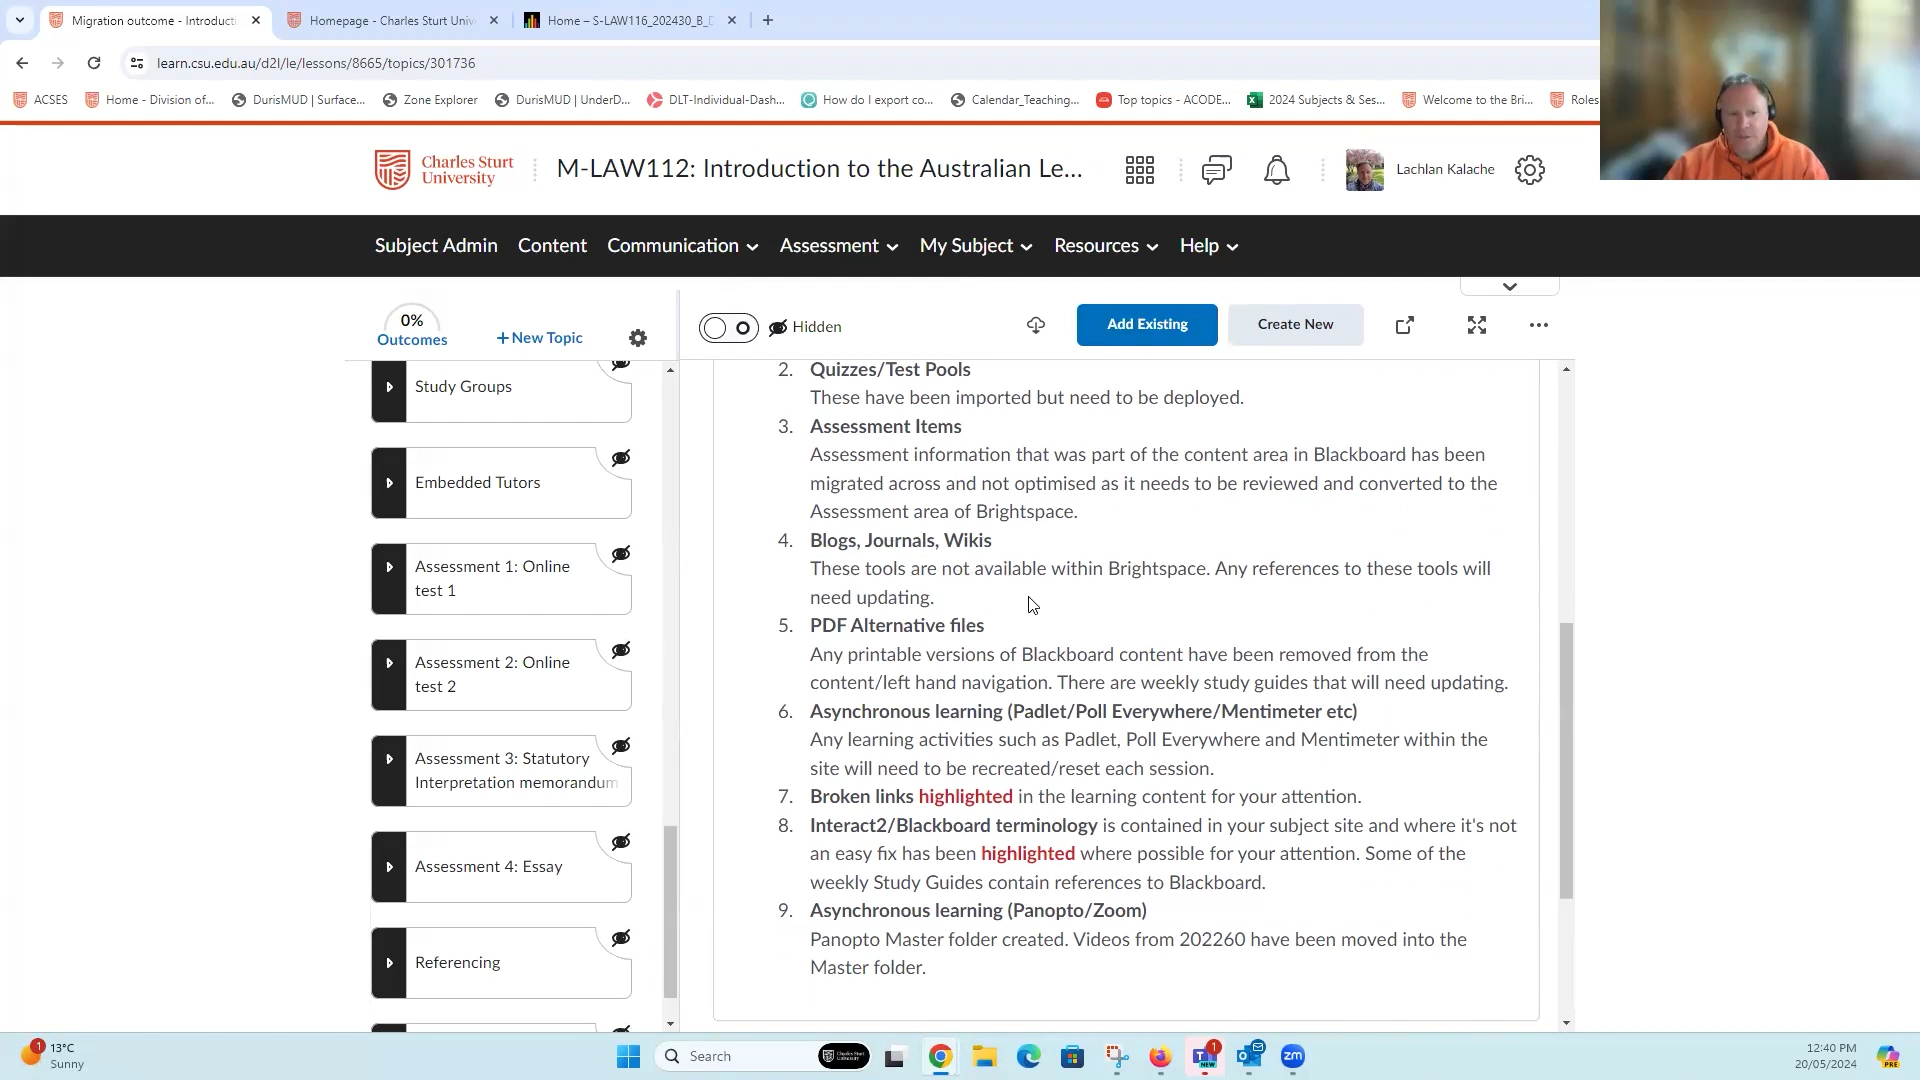 Migration outcome - Introducti
Homepage - Charles Sturt Univ
Home – S-LAW116_202430_B_D
learn.csu.edu.au/d2l/le/lessons/8665/topics/301736
ACSES
Home - Division of...
DurisMUD | Surface...
Zone Explorer
DurisMUD | UnderD...
DLT-Individual-Dash...
How do I export co...
Calendar_Teaching...
Top topics - ACODE...
2024 Subjects & Ses...
Welcome to the Bri...
Roles
Charles Sturt
University
M-LAW112: Introduction to the Australian Le...
Lachlan Kalache
Subject Admin
Content
Communication
Assessment
My Subject
Resources
Help
0%
Outcomes
+ New Topic
Hidden
Add Existing
Create New
Study Groups
Embedded Tutors
Assessment 1: Online
test 1
Assessment 2: Online
test 2
Assessment 3: Statutory
Interpretation memorandum
Assessment 4: Essay
Referencing
2. Quizzes/Test Pools
These have been imported but need to be deployed.
3. Assessment Items
Assessment information that was part of the content area in Blackboard has been
migrated across and not optimised as it needs to be reviewed and converted to the
Assessment area of Brightspace.
4. Blogs, Journals, Wikis
These tools are not available within Brightspace. Any references to these tools will
need updating.
5. PDF Alternative files
Any printable versions of Blackboard content have been removed from the
content/left hand navigation. There are weekly study guides that will need updating.
6. Asynchronous learning (Padlet/Poll Everywhere/Mentimeter etc)
Any learning activities such as Padlet, Poll Everywhere and Mentimeter within the
site will need to be recreated/reset each session.
7. Broken links highlighted in the learning content for your attention.
8. Interact2/Blackboard terminology is contained in your subject site and where it's not
an easy fix has been highlighted where possible for your attention. Some of the
weekly Study Guides contain references to Blackboard.
9. Asynchronous learning (Panopto/Zoom)
Panopto Master folder created. Videos from 202260 have been moved into the
Master folder.
1
13°C
Sunny
Search
Charles Sturt
University
NEW
1
zm
12:40 PM
20/05/2024
PRE